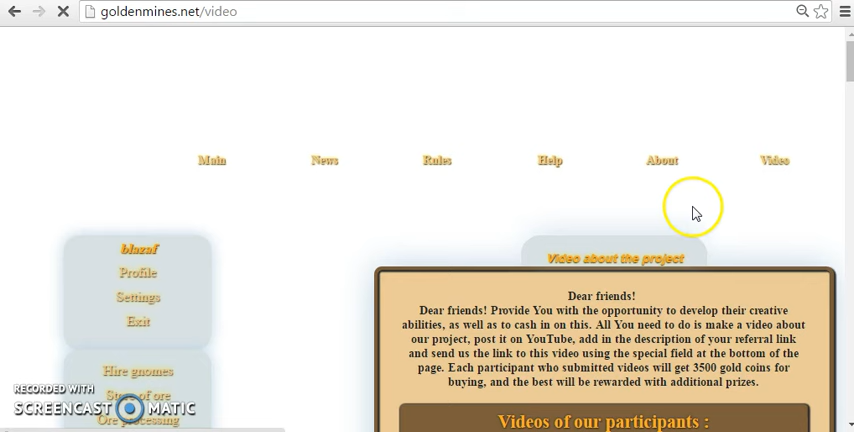 goldenmines.net/video
Main News Rules Help About Video
blazaf
Profile
Settings
Exit
Hire gnomes
Store of ore
Ore processing
Video about the project
Dear friends!
Dear friends! Provide You with the opportunity to develop their creative
abilities, as well as to cash in on this. All You need to do is make a video about
our project, post it on YouTube, add in the description of your referral link
and send us the link to this video using the special field at the bottom of the
page. Each participant who submitted videos will get 3500 gold coins for
buying, and the best will be rewarded with additional prizes.
Videos of our participants :
RECORDED WITH
SCREENCAST MATIC